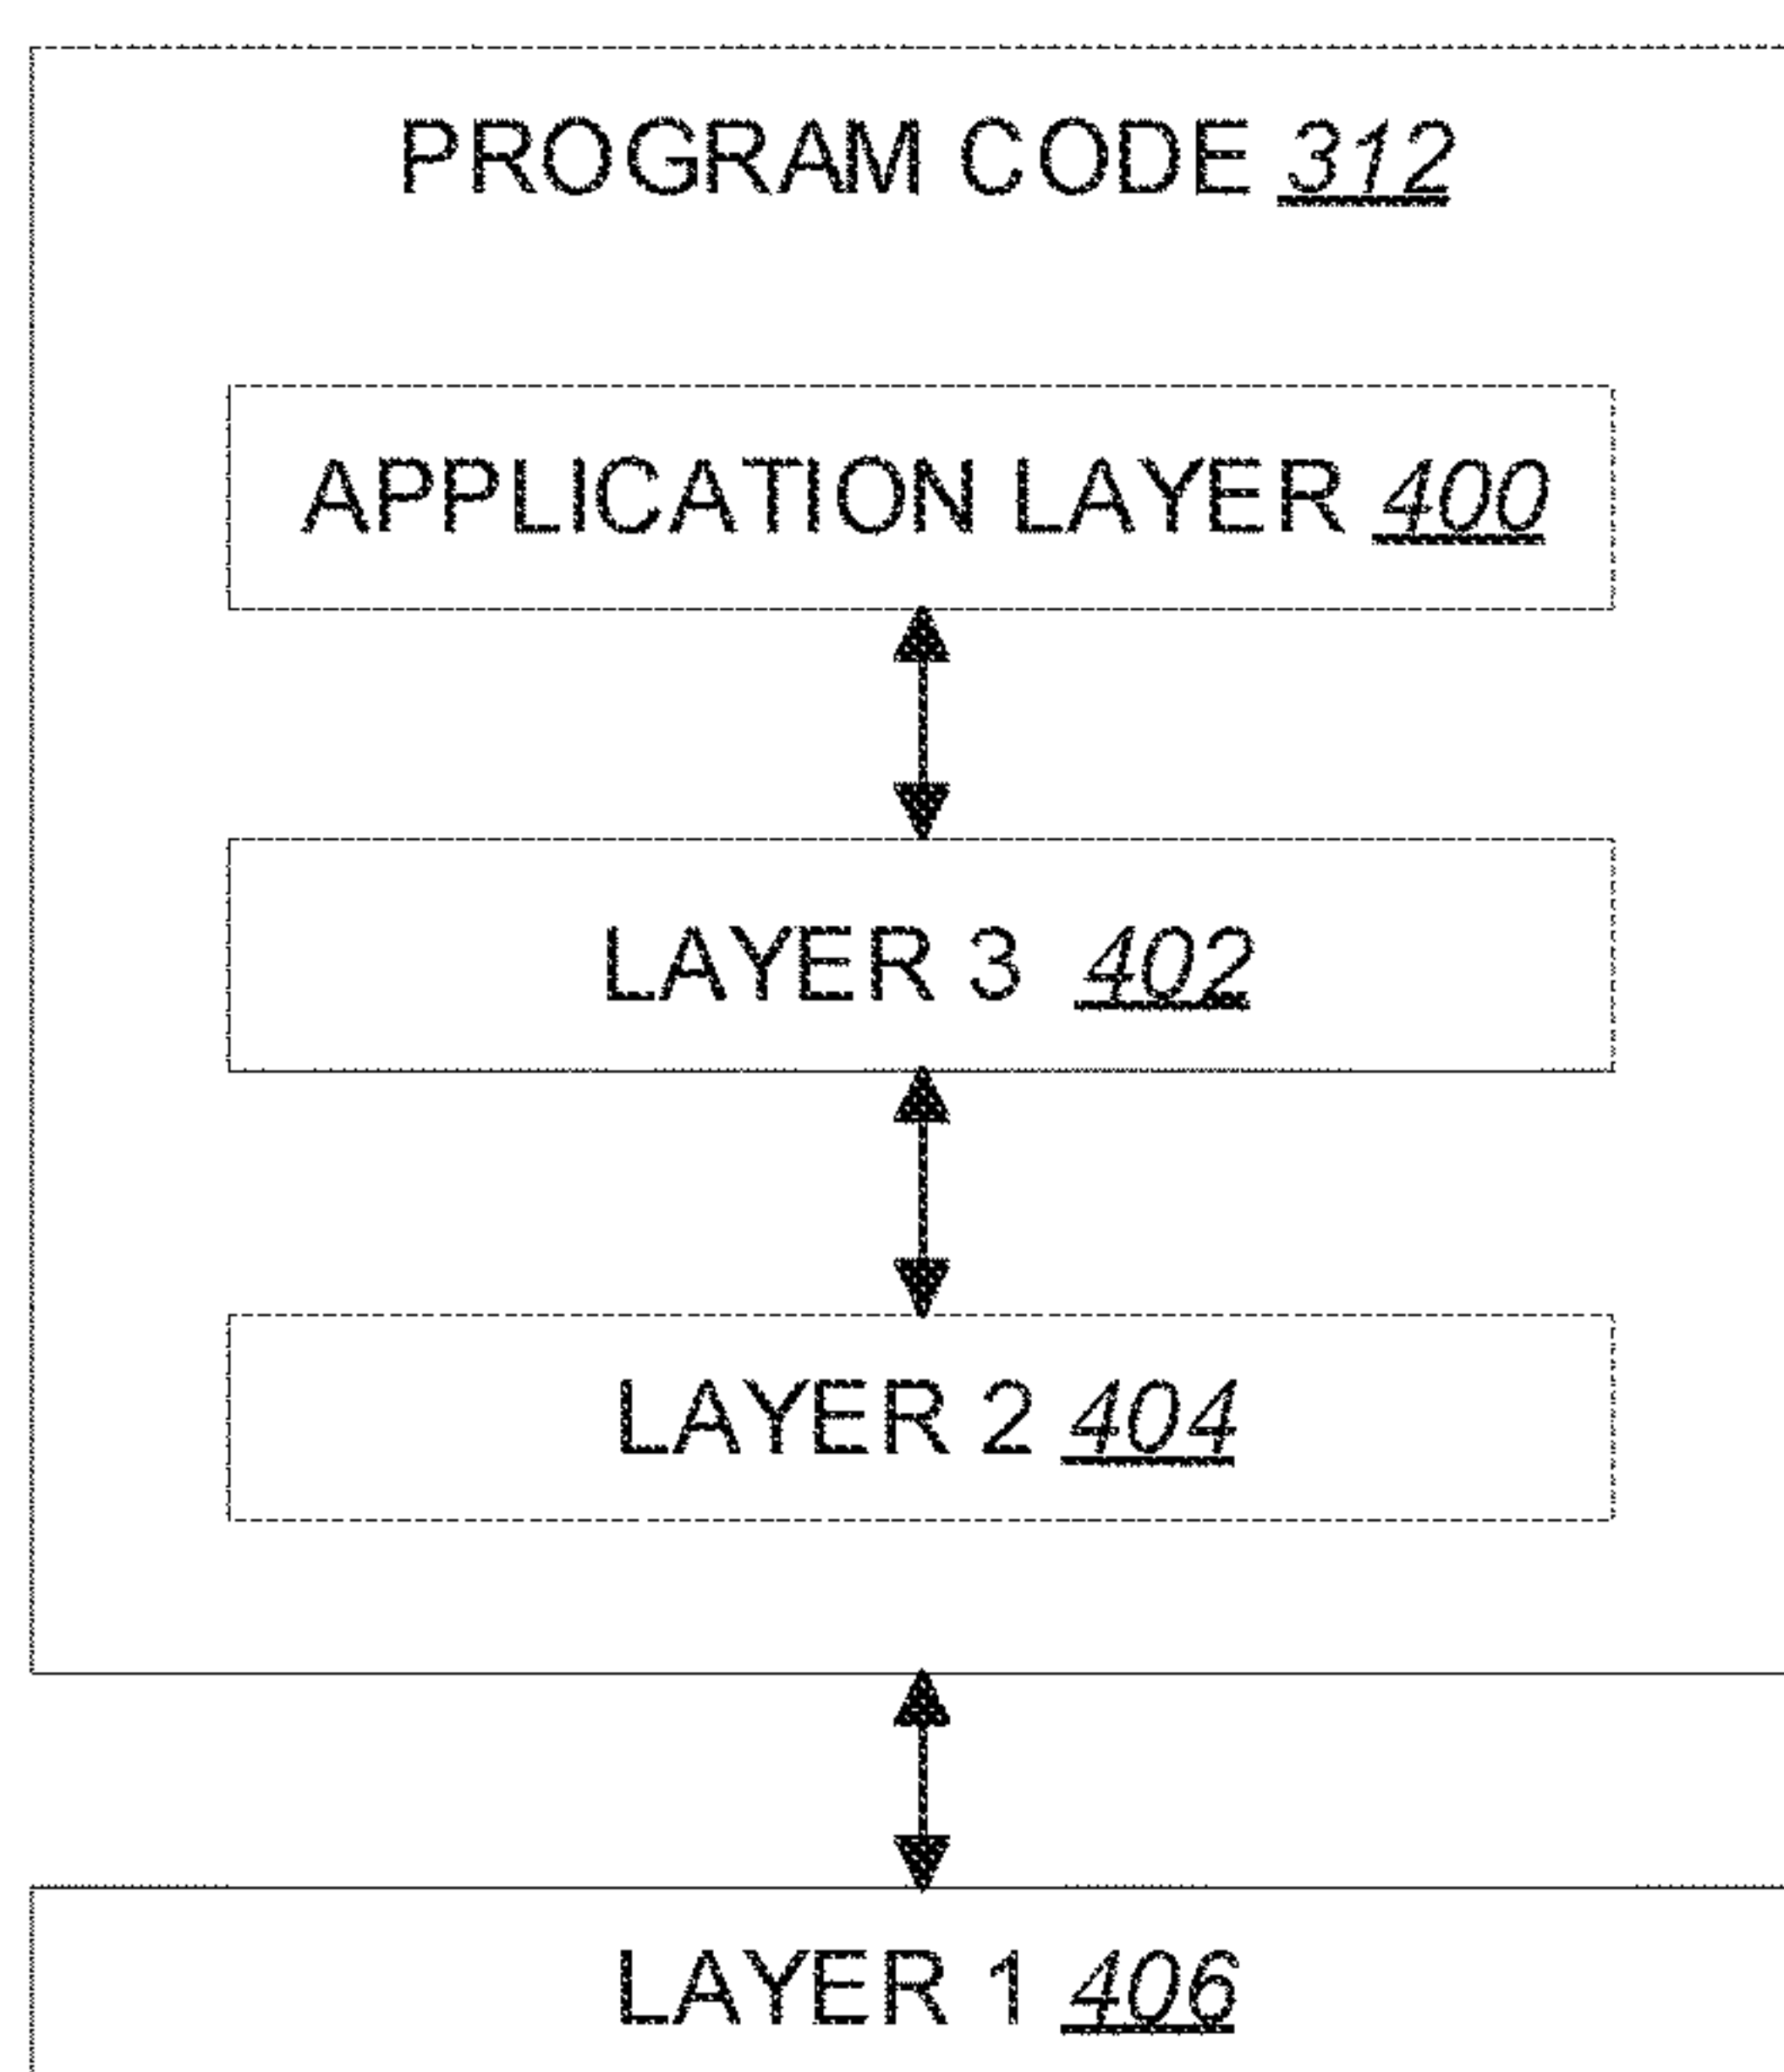 PROGRAM CODE 312
APPLICATION LAYER 400
LAYER 3 402
LAYER 2 404
LAYER 1 406